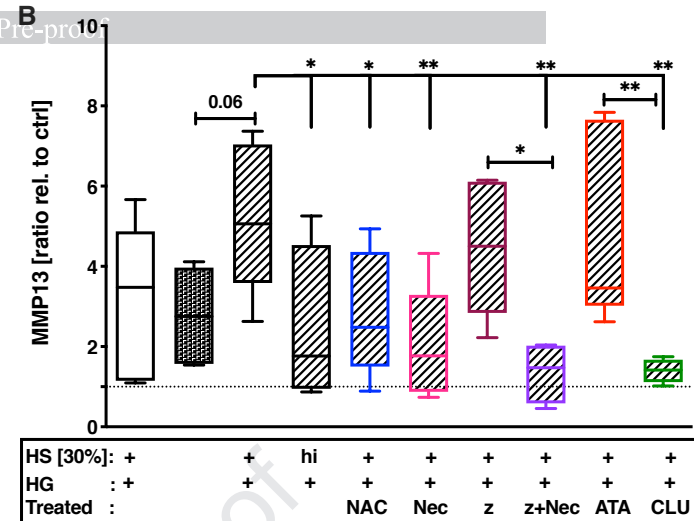 B
Pre-proof
10
8
6
4
2
0
MMP13 [ratio rel. to ctrl]
0.06
* * ** ** **
**
*
HS [30%]: + + hi + + + + + +
HG : + + + + + + + + +
Treated : NAC Nec z z+Nec ATA CLU